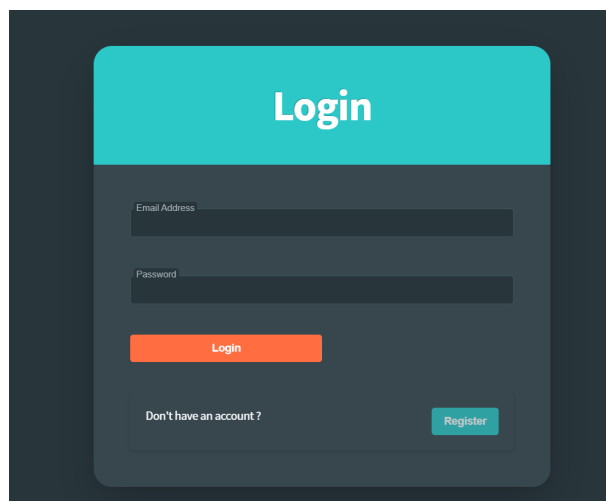 Login
Email Address
Password
Login
Don't have an account ?
Register